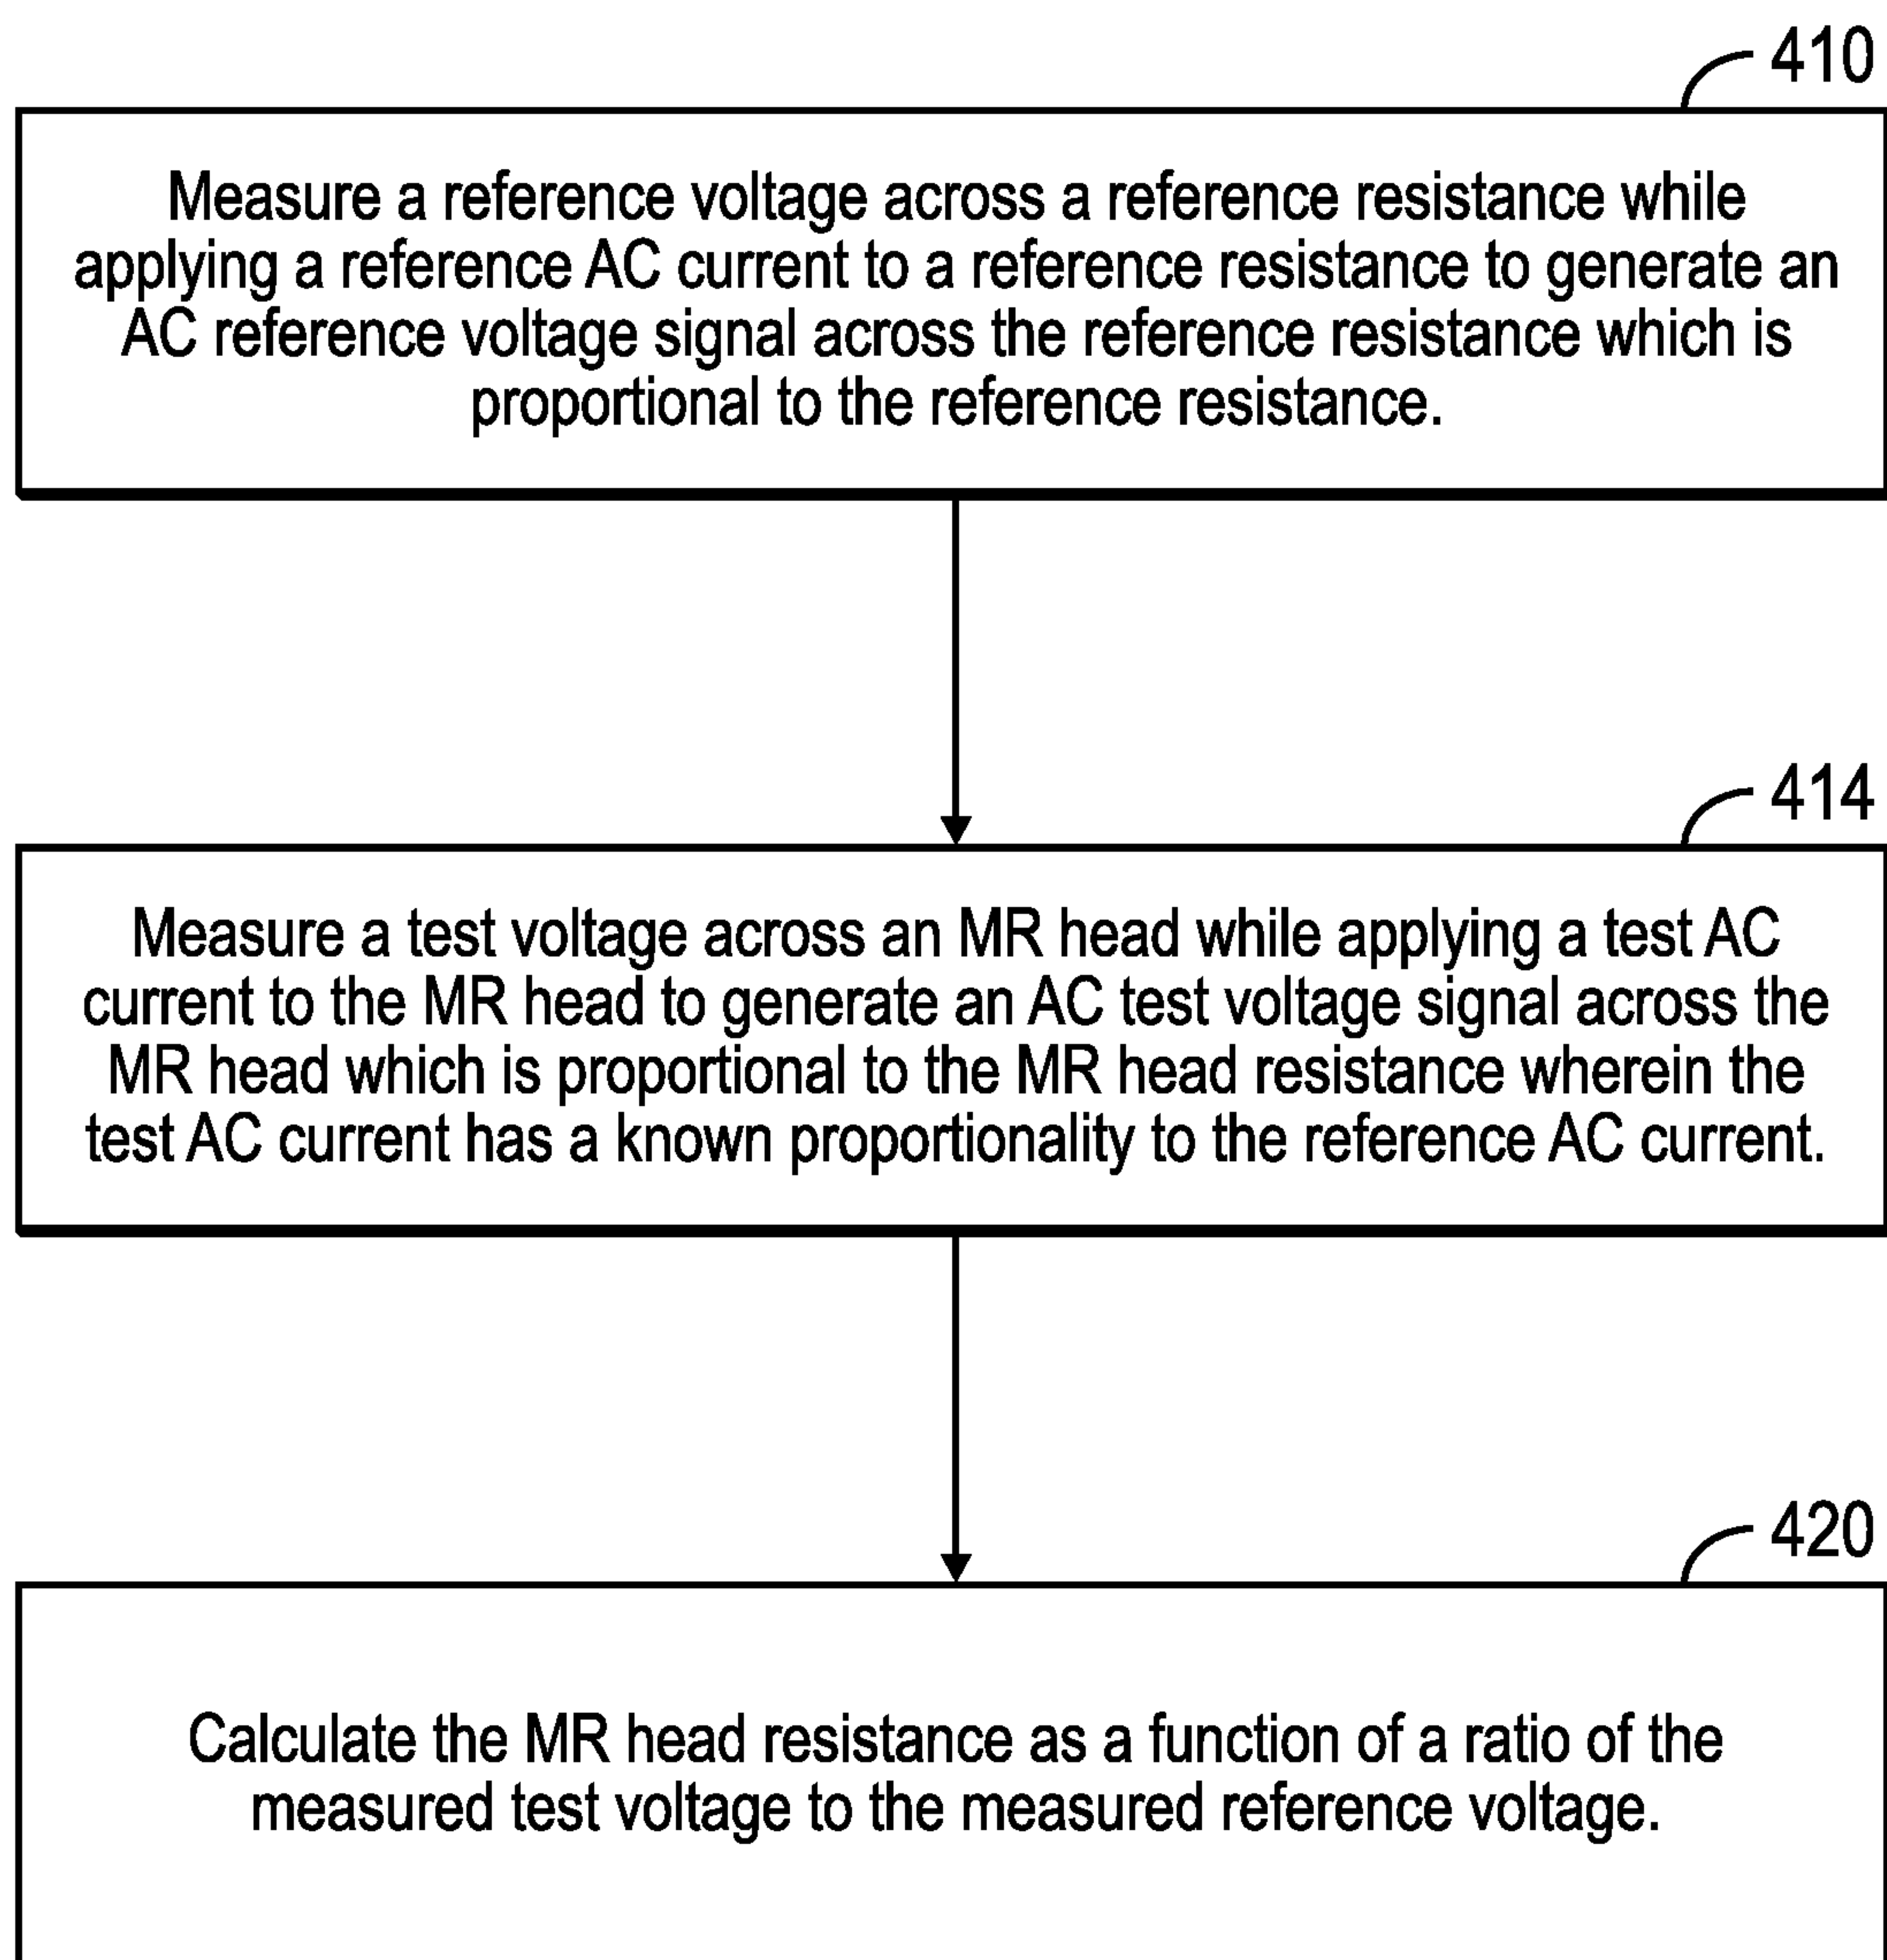 410
Measure a reference voltage across a reference resistance while
applying a reference AC current to a reference resistance to generate an
AC reference voltage signal across the reference resistance which is
proportional to the reference resistance.
414
Measure a test voltage across an MR head while applying a test AC
current to the MR head to generate an AC test voltage signal across the
MR head which is proportional to the MR head resistance wherein the
test AC current has a known proportionality to the reference AC current.
420
Calculate the MR head resistance as a function of a ratio of the
measured test voltage to the measured reference voltage.